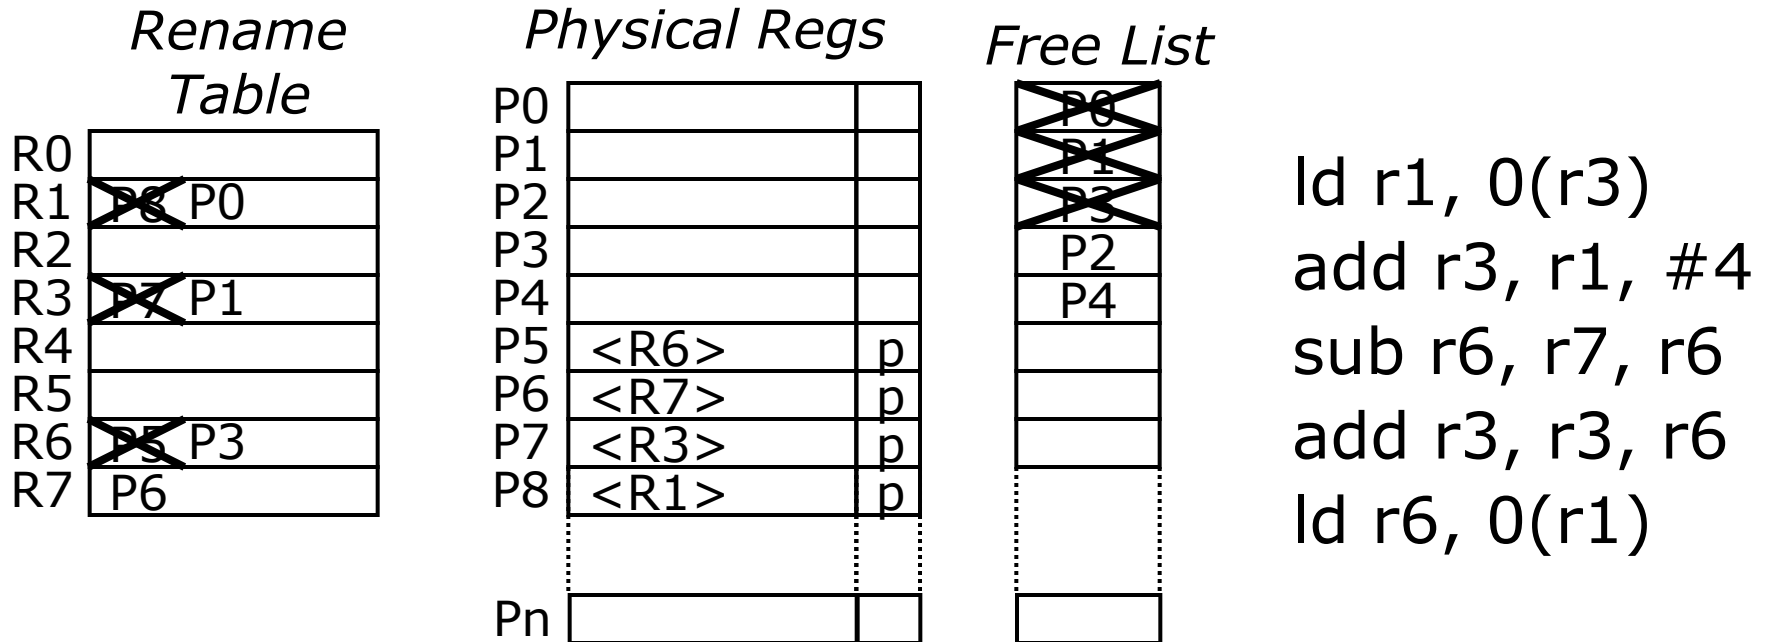 Rename
Table
R0
R1 P8 P0
R2
R3 P7 P1
R4
R5
R6 P5 P3
R7 P6
Physical Regs
P0
P1
P2
P3
P4
P5 <R6> p
P6 <R7> p
P7 <R3> p
P8 <R1> p
Pn
Free List
P0
P1
P3
P2
P4
ld r1, 0(r3)
add r3, r1, #4
sub r6, r7, r6
add r3, r3, r6
ld r6, 0(r1)